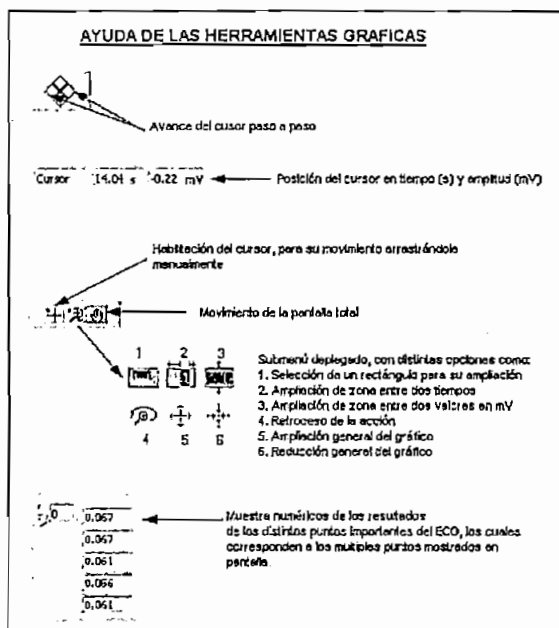 AYUDA DE LAS HERRAMIENTAS GRAFICAS
Avance del cusor paso a paso
Cursor 14.04 s -0.22 mV Posición del cursor en tiempo (s) y amplitud (mV)
Habilitación del cursor, para su movimiento arrastrándolo
manualmente
Movimiento de la pantalla total
1 2 3
4 5 6
Submenú deplegado, con distintas opciones como:
1. Selección de un rectángulo para su ampliación
2. Ampliación de zona entre dos tiempos
3. Ampliación de zona entre dos valores en mV
4. Retroceso de la acción
5. Ampliación general del gráfico
6. Reducción general del gráfico
0 0.067
0.067
0.061
0.066
0.061
Muestra numéricos de los resutados
de los distintos puntos importantes del ECO, los cuales
corresponden a los multiples puntos mostrados en
pantalla.